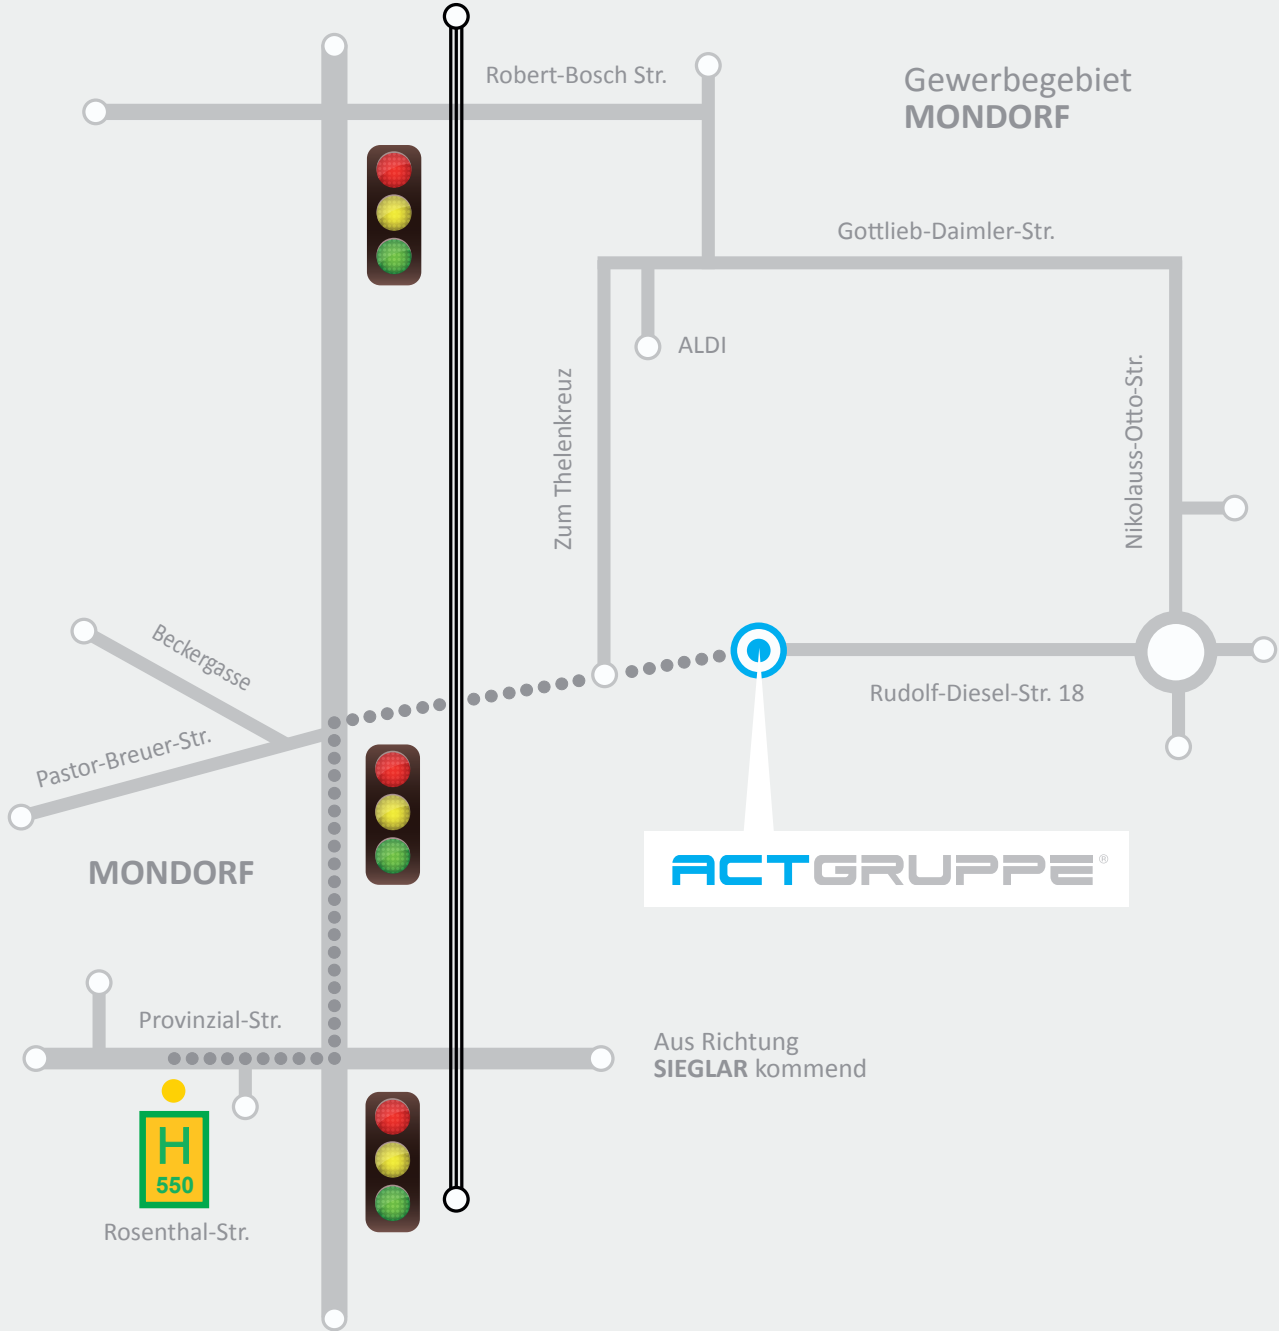 Robert-Bosch Str.
Gewerbegebiet
MONDORF
Gottlieb-Daimler-Str.
ALDI
Zum Thelenkreuz
Nikolauss-Otto-Str.
Beckergasse
Rudolf-Diesel-Str. 18
Pastor-Breuer-Str.
MONDORF
ACTGRUPPE®
Provinzial-Str.
Aus Richtung
SIEGLAR kommend
H
550
Rosenthal-Str.